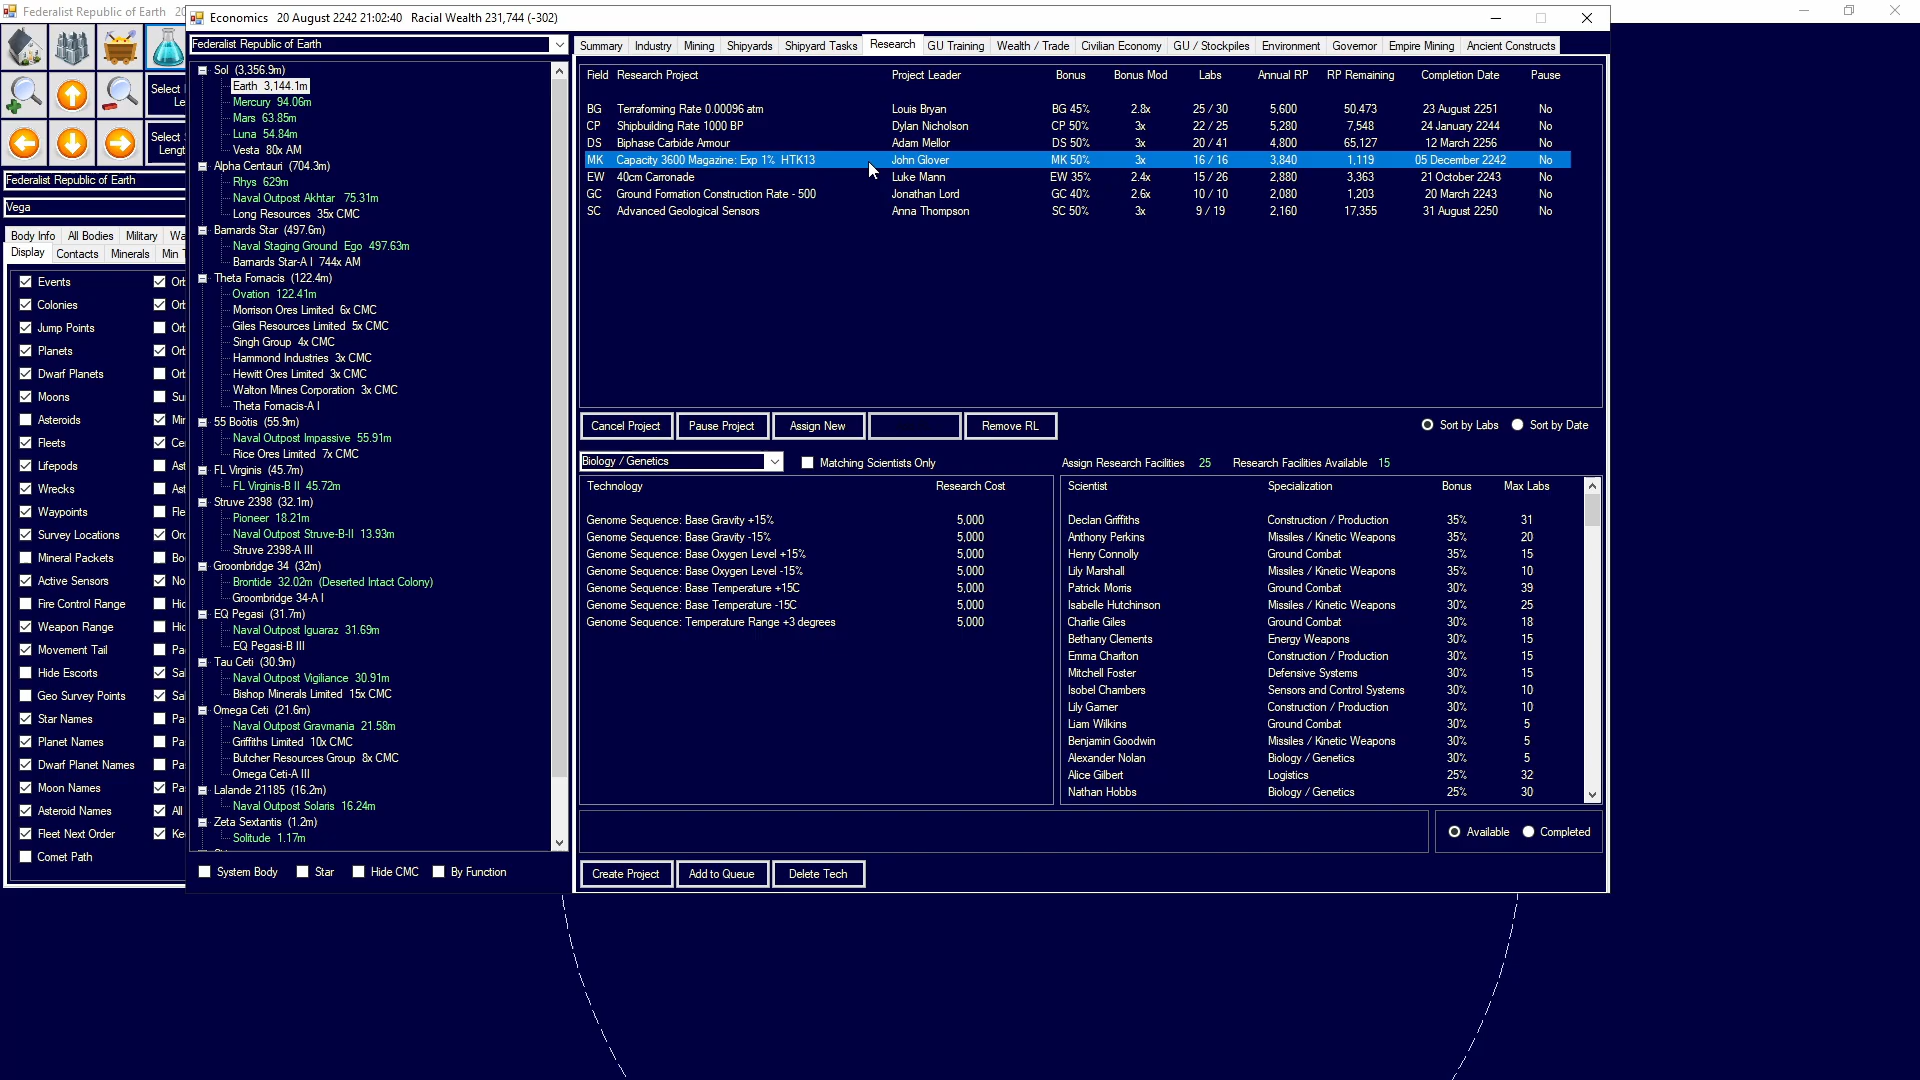 Federalist Republic of Earth 20
Economics 20 August 2242 21:02:40 Racial Wealth 231,744 (-302)
Federalist Republic of Earth
Summary Industry Mining Shipyards Shipyard Tasks Research GU Training Wealth / Trade Civilian Economy GU / Stockpiles Environment Governor Empire Mining Ancient Constructs
Select
Le
Select
Lengt
Federalist Republic of Earth
Vega
Body Info All Bodies Military Wa
Display Contacts Minerals Min T
Events Ort
Colonies Ort
Jump Points Ort
Planets Ort
Dwarf Planets Ort
Moons Su
Asteroids Mir
Fleets Ce
Lifepods Ast
Wrecks Ast
Waypoints Fle
Survey Locations Orc
Mineral Packets Bo
Active Sensors No
Fire Control Range Hic
Weapon Range Hic
Movement Tail Pa
Hide Escorts Sa
Geo Survey Points Sa
Star Names Pa
Planet Names Pa
Dwarf Planet Names Pa
Moon Names Pa
Asteroid Names All
Fleet Next Order Ke
Comet Path
Sol (3,356.9m)
Earth 3,144.1m
Mercury 94.06m
Mars 63.85m
Luna 54.84m
Vesta 80x AM
Alpha Centauri (704.3m)
Rhys 629m
Naval Outpost Akhtar 75.31m
Long Resources 35x CMC
Barnards Star (497.6m)
Naval Staging Ground Ego 497.63m
Barnards Star-A I 744x AM
Theta Fornacis (122.4m)
Ovation 122.41m
Morrison Ores Limited 6x CMC
Giles Resources Limited 5x CMC
Singh Group 4x CMC
Hammond Industries 3x CMC
Hewitt Ores Limited 3x CMC
Walton Mines Corporation 3x CMC
Theta Fornacis-A I
55 Boötis (55.9m)
Naval Outpost Impassive 55.91m
Rice Ores Limited 7x CMC
FL Virginis (45.7m)
FL Virginis-B II 45.72m
Struve 2398 (32.1m)
Pioneer 18.21m
Naval Outpost Struve-B-II 13.93m
Struve 2398-A III
Groombridge 34 (32m)
Brontide 32.02m (Deserted Intact Colony)
Groombridge 34-A I
EQ Pegasi (31.7m)
Naval Outpost Iguaraz 31.69m
EQ Pegasi-B III
Tau Ceti (30.9m)
Naval Outpost Vigiliance 30.91m
Bishop Minerals Limited 15x CMC
Omega Ceti (21.6m)
Naval Outpost Gravmania 21.58m
Griffiths Limited 10x CMC
Butcher Resources Group 8x CMC
Omega Ceti-A III
Lalande 21185 (16.2m)
Naval Outpost Solaris 16.24m
Zeta Sextantis (1.2m)
Solitude 1.17m
System Body Star Hide CMC By Function
Field Research Project Project Leader Bonus Bonus Mod Labs Annual RP RP Remaining Completion Date Pause
BG Terraforming Rate 0.00096 atm Louis Bryan BG 45% 2.8x 25 / 30 5,600 50,473 23 August 2251 No
CP Shipbuilding Rate 1000 BP Dylan Nicholson CP 50% 3x 22 / 25 5,280 7,548 24 January 2244 No
DS Biphase Carbide Armour Adam Mellor DS 50% 3x 20 / 41 4,800 65,127 12 March 2256 No
MK Capacity 3600 Magazine: Exp 1% HTK13 John Glover MK 50% 3x 16 / 16 3,840 1,119 05 December 2242 No
EW 40cm Carronade Luke Mann EW 35% 2.4x 15 / 26 2,880 3,363 21 October 2243 No
GC Ground Formation Construction Rate - 500 Jonathan Lord GC 40% 2.6x 10 / 10 2,080 1,203 20 March 2243 No
SC Advanced Geological Sensors Anna Thompson SC 50% 3x 9 / 19 2,160 17,355 31 August 2250 No
Cancel Project Pause Project Assign New Remove RL Sort by Labs Sort by Date
Biology / Genetics Matching Scientists Only Assign Research Facilities 25 Research Facilities Available 15
Technology Research Cost
Genome Sequence: Base Gravity +15% 5,000
Genome Sequence: Base Gravity -15% 5,000
Genome Sequence: Base Oxygen Level +15% 5,000
Genome Sequence: Base Oxygen Level -15% 5,000
Genome Sequence: Base Temperature +15C 5,000
Genome Sequence: Base Temperature -15C 5,000
Genome Sequence: Temperature Range +3 degrees 5,000
Scientist Specialization Bonus Max Labs
Declan Griffiths Construction / Production 35% 31
Anthony Perkins Missiles / Kinetic Weapons 35% 20
Henry Connolly Ground Combat 35% 15
Lily Marshall Missiles / Kinetic Weapons 35% 10
Patrick Morris Ground Combat 30% 39
Isabelle Hutchinson Missiles / Kinetic Weapons 30% 25
Charlie Giles Ground Combat 30% 18
Bethany Clements Energy Weapons 30% 15
Emma Charlton Construction / Production 30% 15
Mitchell Foster Defensive Systems 30% 15
Isobel Chambers Sensors and Control Systems 30% 10
Lily Garner Construction / Production 30% 10
Liam Wilkins Ground Combat 30% 5
Benjamin Goodwin Missiles / Kinetic Weapons 30% 5
Alexander Nolan Biology / Genetics 30% 5
Alice Gilbert Logistics 25% 32
Nathan Hobbs Biology / Genetics 25% 30
Available Completed
Create Project Add to Queue Delete Tech